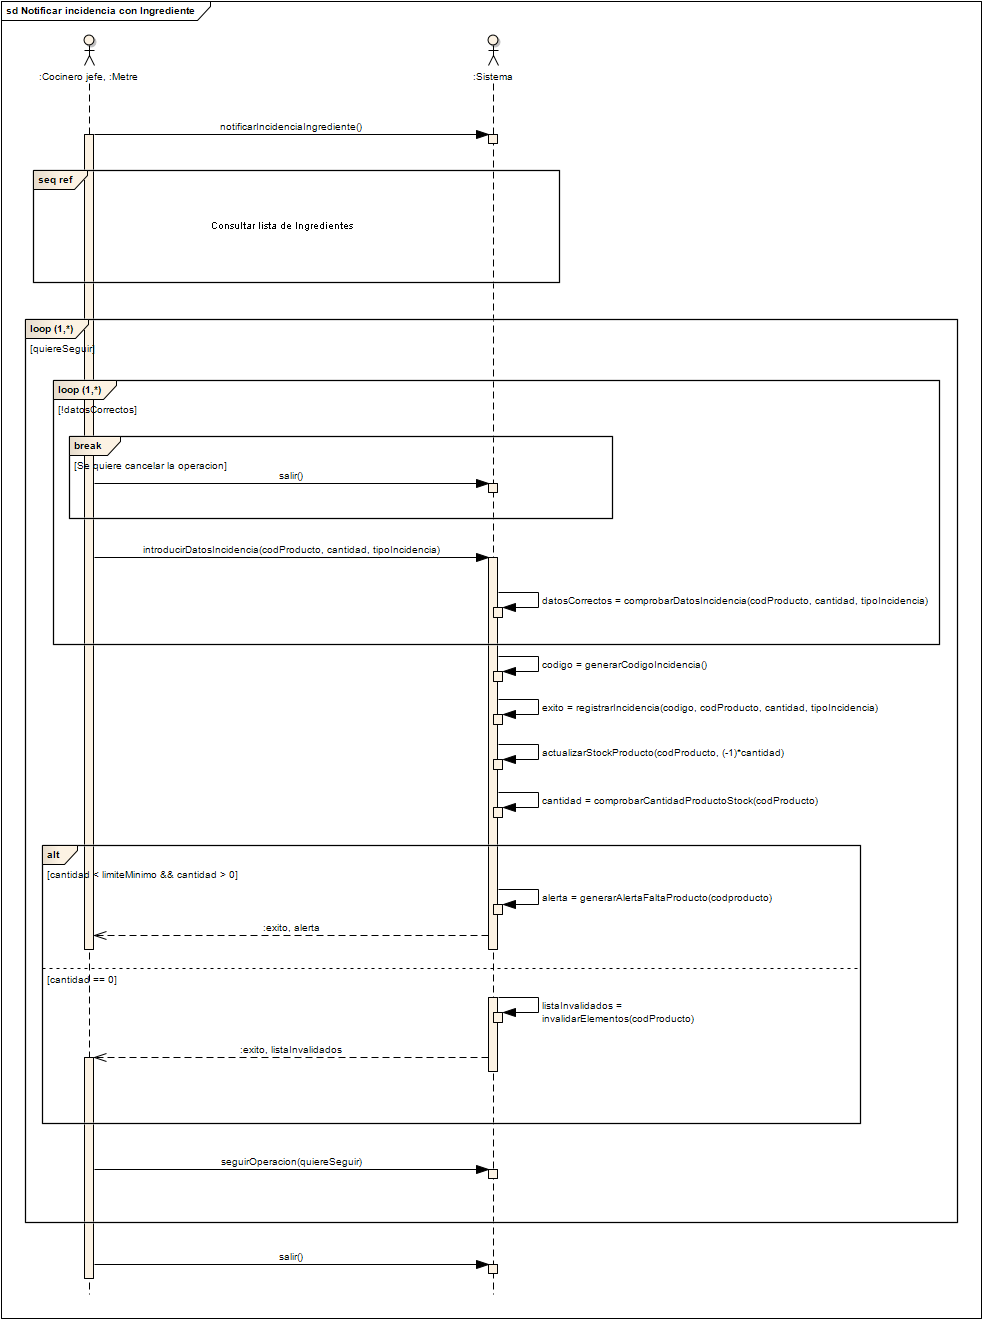 sd Notificar incidencia con Ingrediente
:Cocinero jefe, :Metre
:Sistema
notificarIncidenciaIngrediente()
seq ref
Consultar lista de Ingredientes
loop (1,*)
[quiereSeguir]
loop (1,*)
[!datosCorrectos]
break
[Se quiere cancelar la operacion]
salir()
introducirDatosIncidencia(codProducto, cantidad, tipoIncidencia)
datosCorrectos = comprobarDatosIncidencia(codProducto, cantidad, tipoIncidencia)
codigo = generarCodigoIncidencia()
exito = registrarIncidencia(codigo, codProducto, cantidad, tipoIncidencia)
actualizarStockProducto(codProducto, (-1)*cantidad)
cantidad = comprobarCantidadProductoStock(codProducto)
alt
[cantidad < limiteMinimo && cantidad > 0]
alerta = generarAlertaFaltaProducto(codproducto)
:exito, alerta
[cantidad == 0]
listaInvalidados =
invalidarElementos(codProducto)
:exito, listaInvalidados
seguirOperacion(quiereSeguir)
salir()